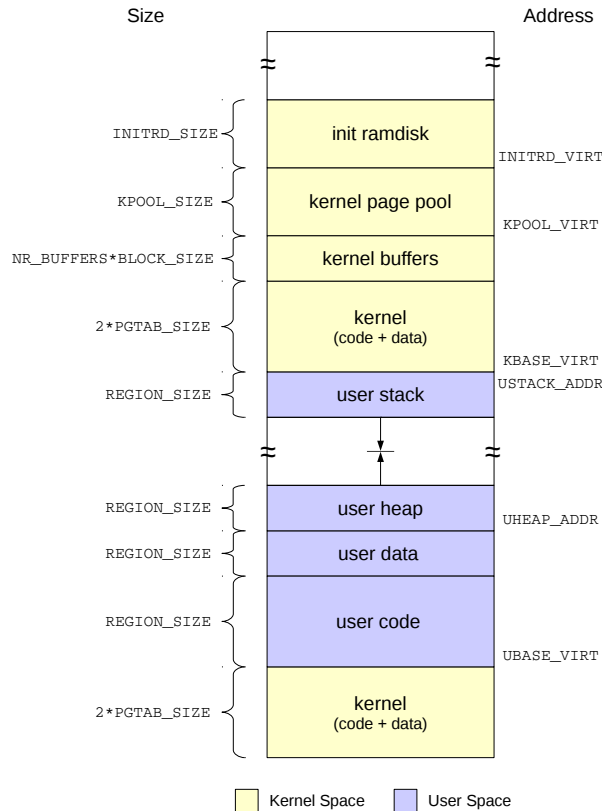 Size
Address
INITRD_SIZE
init ramdisk
INITRD_VIRT
KPOOL_SIZE
kernel page pool
KPOOL_VIRT
NR_BUFFERS*BLOCK_SIZE
kernel buffers
2*PGTAB_SIZE
kernel
(code + data)
KBASE_VIRT
USTACK_ADDR
REGION_SIZE
user stack
REGION_SIZE
user heap
UHEAP_ADDR
REGION_SIZE
user data
REGION_SIZE
user code
UBASE_VIRT
2*PGTAB_SIZE
kernel
(code + data)
Kernel Space
User Space